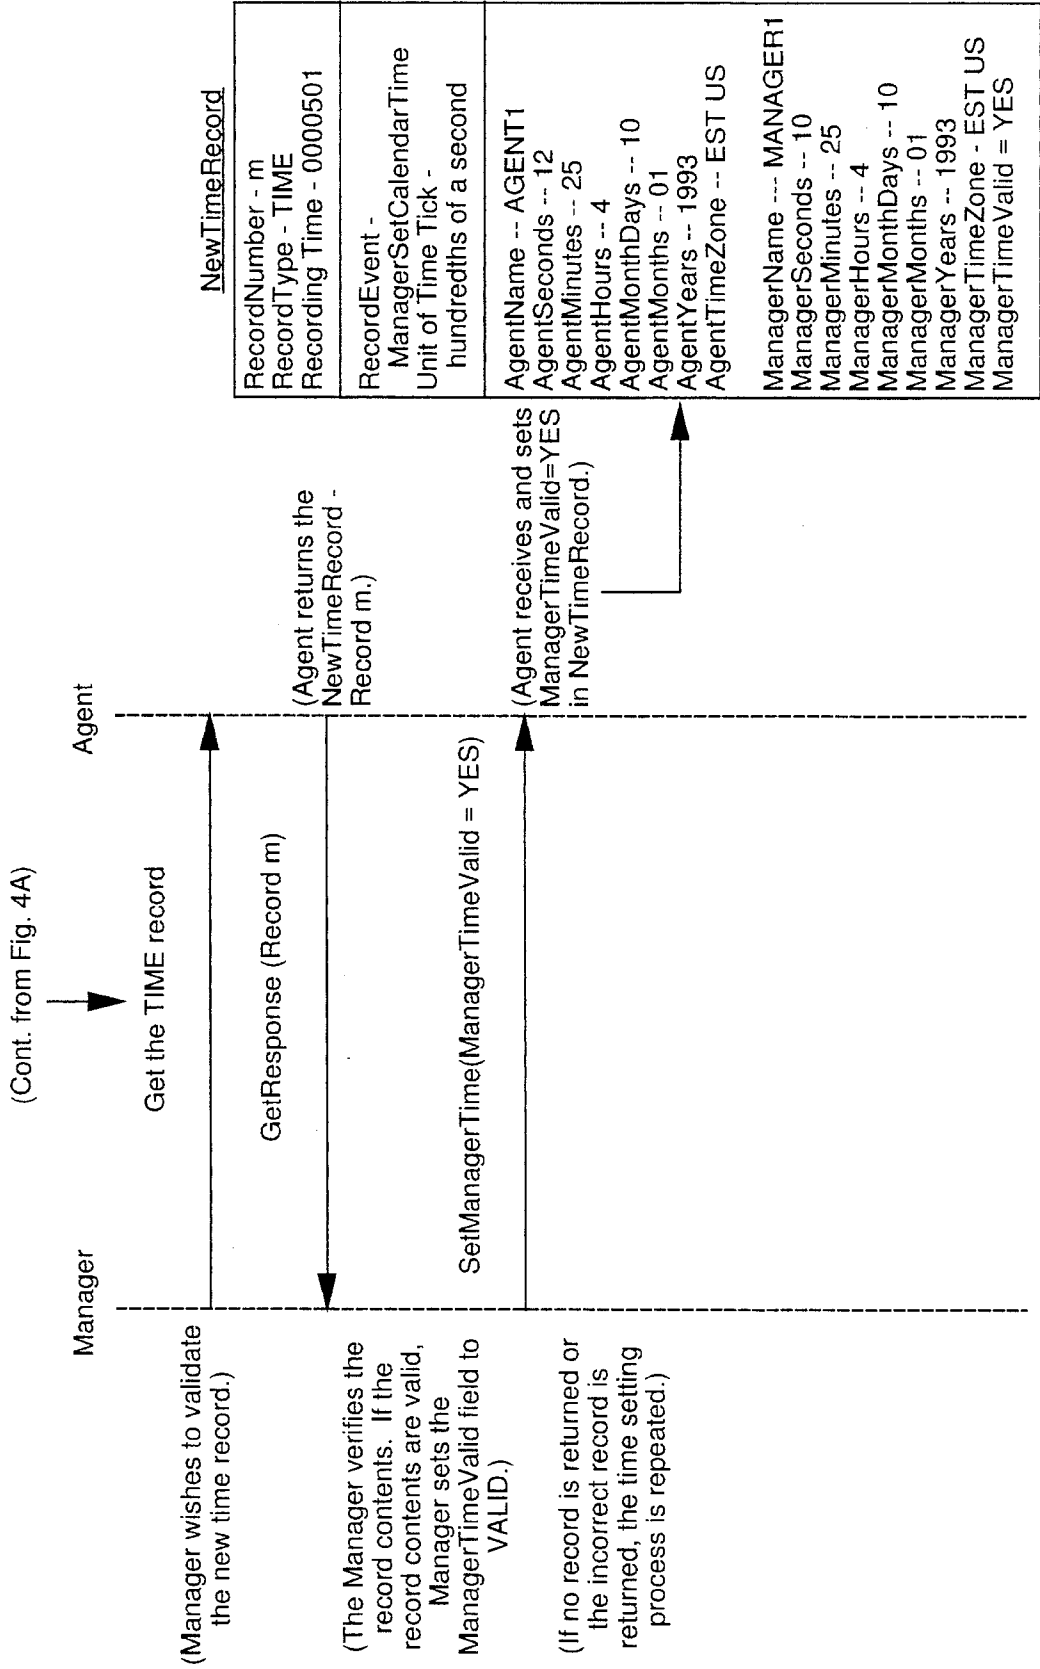 (Cont. from Fig. 4A)
Manager
Agent
Get the TIME record
(Manager wishes to validate
the new time record.)
GetResponse (Record m)
(Agent returns the
NewTimeRecord -
Record m.)
(The Manager verifies the
record contents. If the
record contents are valid,
Manager sets the
ManagerTimeValid field to
VALID.)
SetManagerTime(ManagerTimeValid = YES)
(Agent receives and sets
ManagerTimeValid=YES
in NewTimeRecord.)
(If no record is returned or
the incorrect record is
returned, the time setting
process is repeated.)
NewTimeRecord
RecordNumber - m
RecordType - TIME
Recording Time - 0000501
RecordEvent -
ManagerSetCalendarTime
Unit of Time Tick -
hundredths of a second
AgentName -- AGENT1
AgentSeconds -- 12
AgentMinutes -- 25
AgentHours -- 4
AgentMonthDays -- 10
AgentMonths -- 01
AgentYears -- 1993
AgentTimeZone -- EST US
ManagerName --- MANAGER1
ManagerSeconds -- 10
ManagerMinutes -- 25
ManagerHours -- 4
ManagerMonthDays -- 10
ManagerMonths -- 01
ManagerYears -- 1993
ManagerTimeZone - EST US
ManagerTimeValid = YES